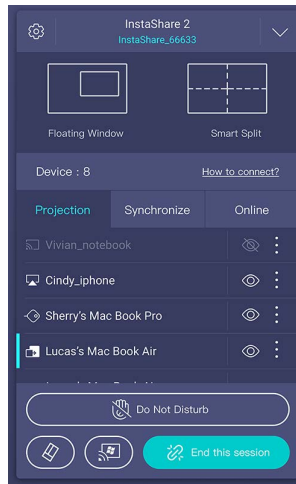 InstaShare 2
InstaShare_66633
Floating Window
Smart Split
Device : 8
How to connect?
Projection
Synchronize
Online
Vivian_notebook
Cindy_iphone
Sherry's Mac Book Pro
Lucas's Mac Book Air
Do Not Disturb
End this session